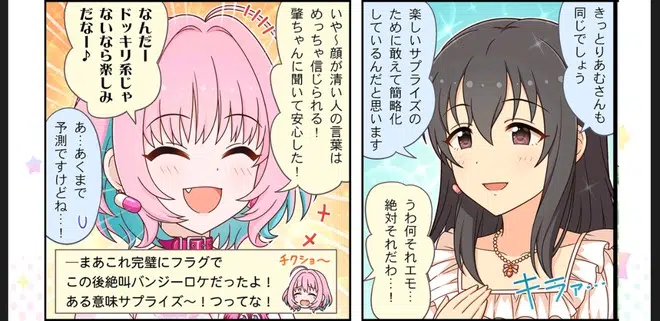 きっとりあむさんも
同じでしょう
楽しいサプライズの
ために敢えて簡略化
しているんだと思います
うわ何それエモ…
絶対それだわ…！
キラァ…
いや～顔が清い人の言葉は
めっちゃ信じられる！
肇ちゃんに聞いて安心した！
なんだー
ドッキリ系じゃ
ないなら楽しみ
だなー♪
あ…あくまで
予測ですけどね…！
チクショ～
―まあこれ完璧にフラグで
この後絶叫バンジーロケだったよ！
ある意味サプライズ～！つってな！